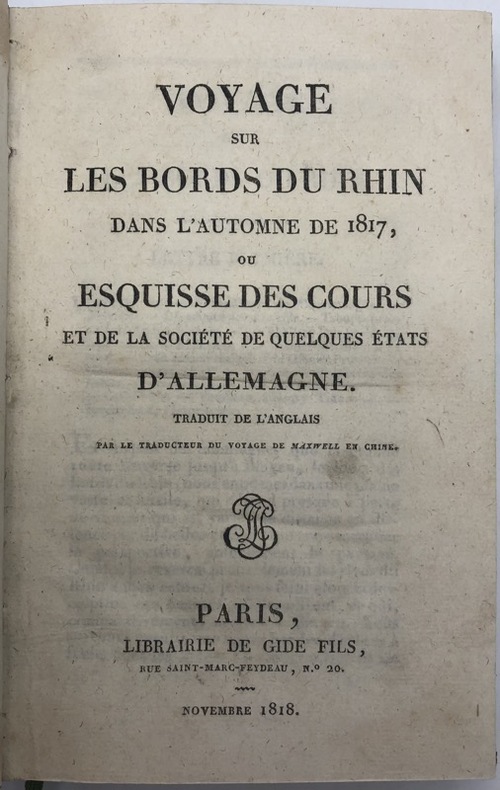 VOYAGE
SUR
LES BORDS DU RHIN
DANS L'AUTOMNE DE 1817,
OU
ESQUISSE DES COURS
ET DE LA SOCIÉTÉ DE QUELQUES ÉTATS
D'ALLEMAGNE.
TRADUIT DE L'ANGLAIS
PAR LE TRADUCTEUR DU VOYAGE DE MAXWELL EN CHINE.
PARIS,
LIBRAIRIE DE GIDE FILS,
RUE SAINT-MARC-FEYDEAU, N.º 20.
NOVEMBRE 1818.